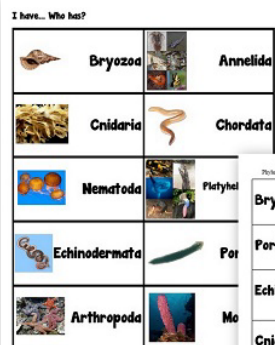 I have... Who has?
Bryozoa
Annelida
Cnidaria
Chordata
Nematoda
Platyhel
Echinodermata
Por
Arthropoda
Mo
Bry
Por
Ech
Cni